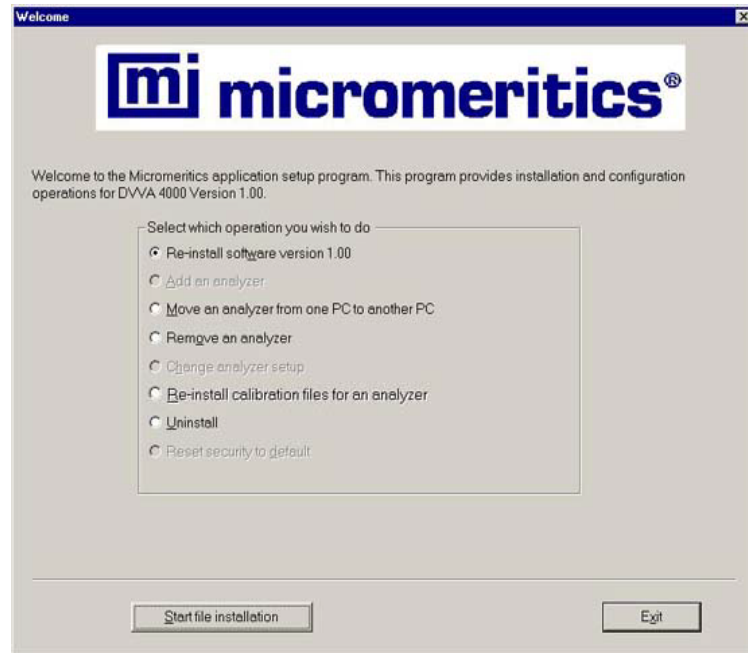 Welcome
mi micromeritics®
Welcome to the Micromeritics application setup program. This program provides installation and configuration
operations for DVVA 4000 Version 1.00.
Select which operation you wish to do
Re-install software version 1.00
Add an analyzer
Move an analyzer from one PC to another PC
Remove an analyzer
Change analyzer setup
Re-install calibration files for an analyzer
Uninstall
Reset security to default
Start file installation
Exit